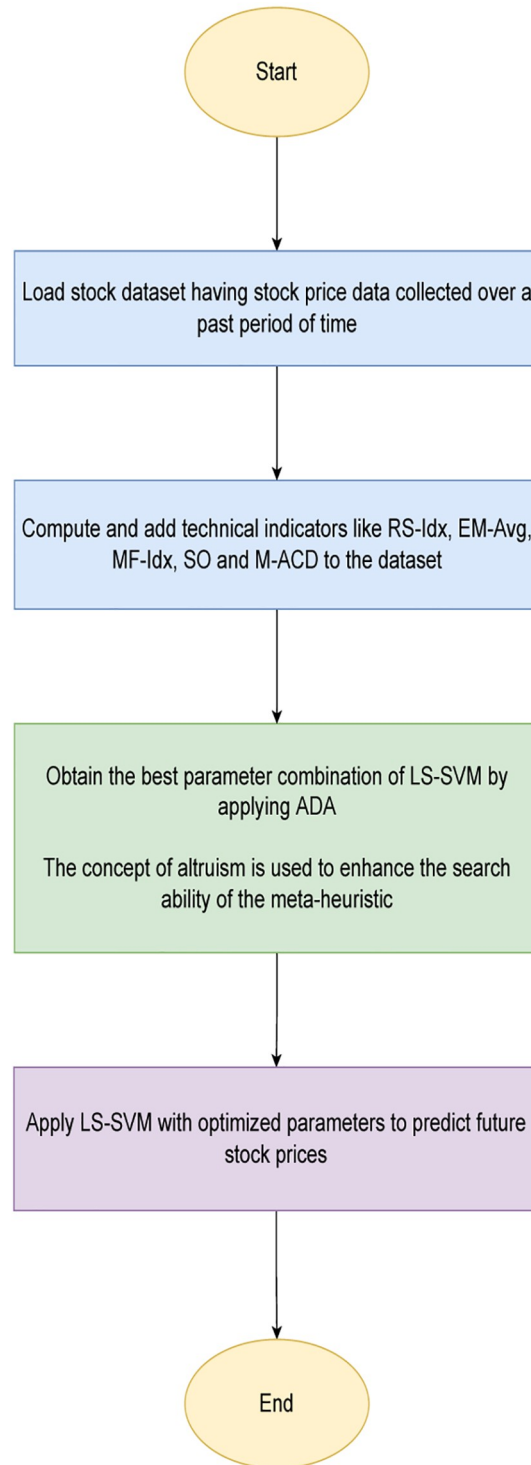 Start
Load stock dataset having stock price data collected over a
past period of time
Compute and add technical indicators like RS-Idx, EM-Avg,
MF-Idx, SO and M-ACD to the dataset
Obtain the best parameter combination of LS-SVM by
applying ADA
The concept of altruism is used to enhance the search
ability of the meta-heuristic
Apply LS-SVM with optimized parameters to predict future
stock prices
End